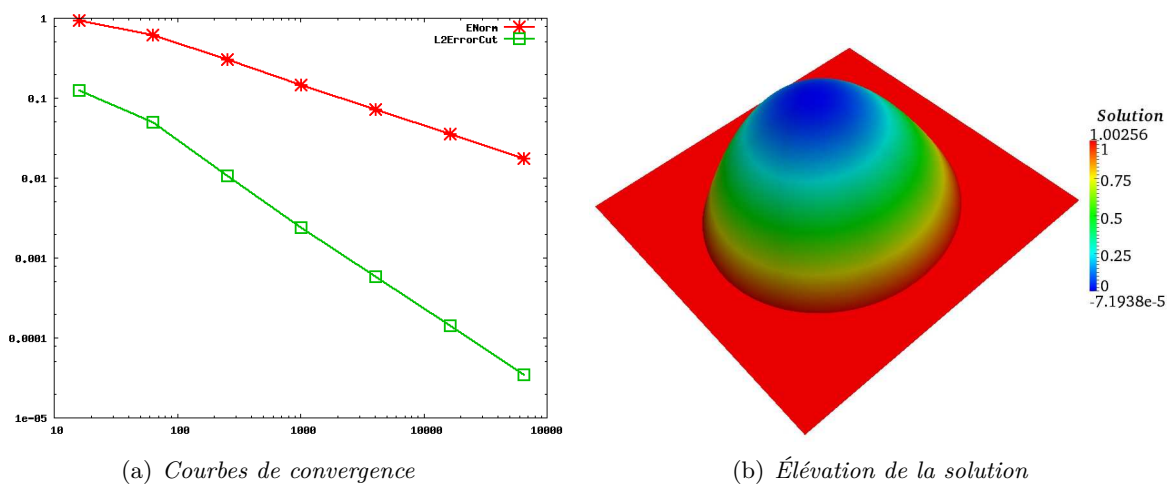 1
0.1
0.01
0.001
0.0001
1e-05
10
100
1000
10000
10000
ENorm
L2ErrorCut
Solution
1.00256
1
0.75
0.5
0.25
0
-7.1938e-5
(a) Courbes de convergence
(b) Élévation de la solution